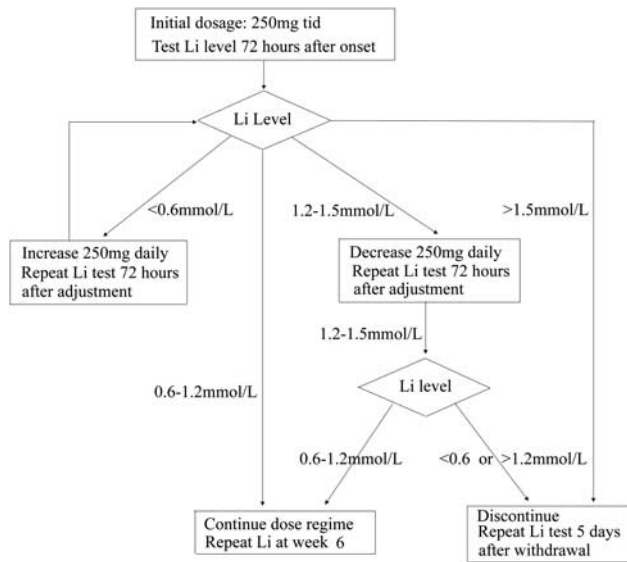 Initial dosage: 250mg tid
Test Li level 72 hours after onset
Li Level
<0.6mmol/L
1.2-1.5mmol/L
>1.5mmol/L
Increase 250mg daily
Repeat Li test 72 hours
after adjustment
Decrease 250mg daily
Repeat Li test 72 hours
after adjustment
1.2-1.5mmol/L
Li level
0.6-1.2mmol/L
0.6-1.2mmol/L
<0.6 or >1.2mmol/L
Continue dose regime
Repeat Li at week 6
Discontinue
Repeat Li test 5 days
after withdrawal